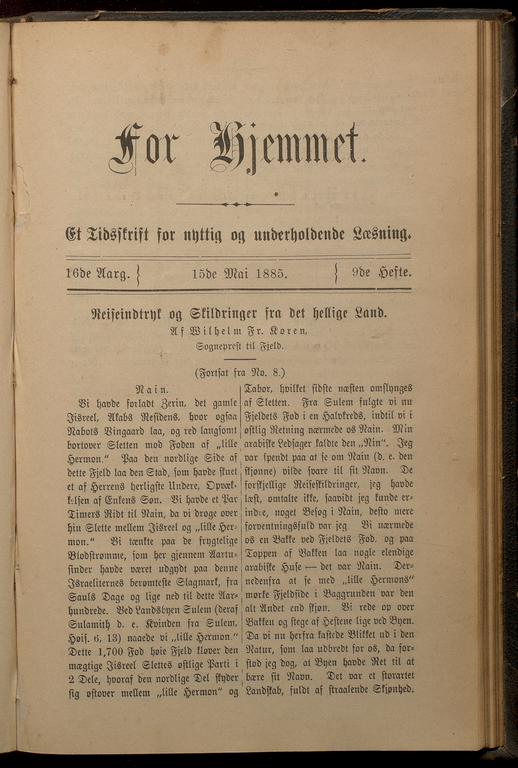 For Hjemmet.
Et Tidsskrift for nyttig og underholdende Læsning.
16de Aarg. } 15de Mai 1885. } 9de Hefte.
Reiseindtryk og Skildringer fra det hellige Land.
Af Wilhelm Fr. Koren,
Sogneprest til Fjeld.
(Fortsat fra No. 8.)
Nain.
Vi havde forladt Zerin, det gamle
Jisreel, Akabs Residens, hvor ogsaa
Nabots Vingaard laa, og red langsomt
bortover Sletten mod Foden af „lille
Hermon.“ Paa den nordlige Side af
dette Fjeld laa den Stad, som havde skuet
et af Herrens herligste Undere, Opvæk-
kelsen af Enkens Søn. Vi havde et Par
Timers Ridt til Nain, da vi droge over
hin Slette mellem Jisreel og „lille Her-
mon.“ Vi tænkte paa de frygtelige
Blodstrømme, som her gjennem Aartu-
sinder havde været udgydt paa denne
Israeliternes berømteste Slagmark, fra
Sauls Dage og lige ned til dette Aar-
hundrede. Ved Landsbyen Sulem (deraf
Sulamith d. e. Kvinden fra Sulem,
Høis. 6, 13) naaede vi „lille Hermon.“
Dette 1,700 Fod høie Fjeld kløver den
mægtige Jisreel Slettes østlige Parti i
2 Dele, hvoraf den nordlige Del skyder
sig østover mellem „lille Hermon“ og
Tabor, hvilket sidste næsten omslynges
af Sletten. Fra Sulem fulgte vi nu
Fjeldets Fod i en Halvkreds, indtil vi i
østlig Retning nærmede os Nain. Min
arabiske Ledsager kaldte den „Nin“. Jeg
var spendt paa at se om Nain (d. e. den
skjønne) vilde svare til sit Navn. De
forskjellige Reiseskildringer, jeg havde
læst, omtalte ikke, saavidt jeg kunde er-
indre, noget Besøg i Nain, desto mere
forventningsfuld var jeg. Vi nærmede
os en Bakke ved Fjeldets Fod, og paa
Toppen af Bakken laa nogle elendige
arabiske Huse — det var Nain. Der-
nedenfra at se med „lille Hermons“
mørke Fjeldside i Baggrunden var den
alt Andet end skjøn. Vi rede op over
Bakken og stege af Hestene lige ved Byen.
Da vi nu herfra kastede Blikket ud i den
Natur, som laa udbredt for os, da for-
stod jeg dog, at Byen havde Ret til at
bære sit Navn. Det var et storartet
Landskab, fuldt af straalende Skjønhed.